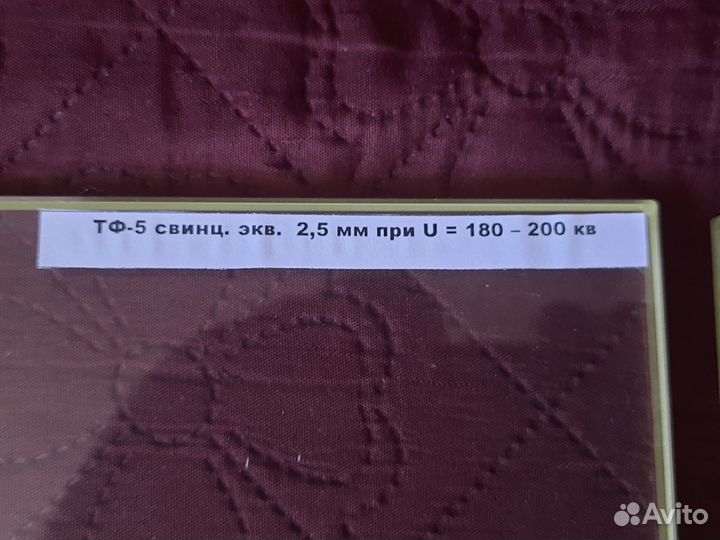 ТФ-5 свинц. экв. 2,5 мм при U = 180 – 200 кв
Avito